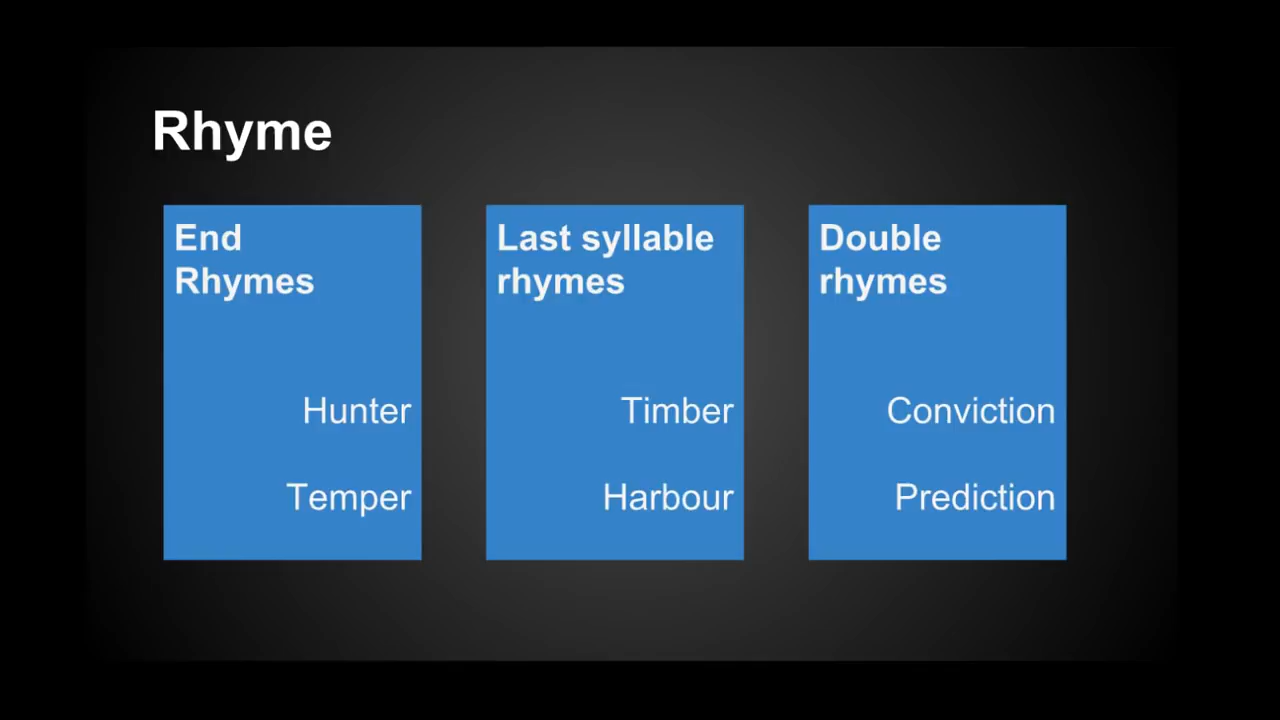 Rhyme
End
Rhymes
Hunter
Temper
Last syllable
rhymes
Timber
Harbour
Double
rhymes
Conviction
Prediction